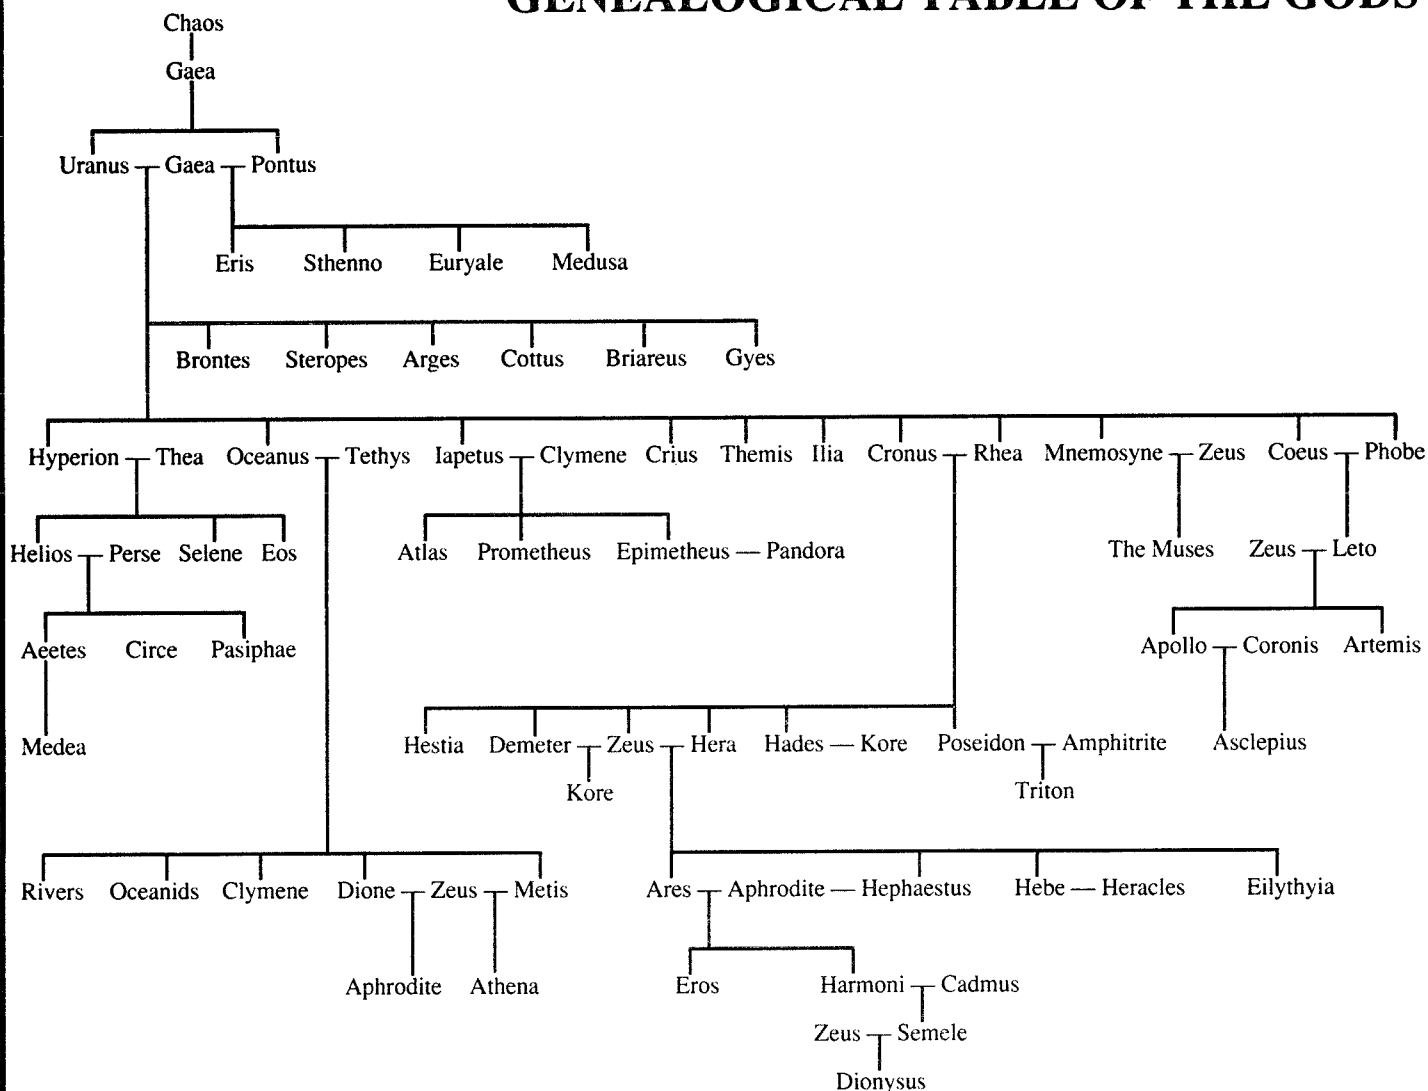 GENEALOGICAL TABLE OF THE GODS
Chaos
Gaea
Uranus Gaea Pontus
Eris Sthenno Euryale Medusa
Brontes Steropes Arges Cottus Briareus Gyes
Hyperion Thea Oceanus Tethys Iapetus Clymene Crius Themis Ilia Cronus Rhea Mnemosyne Zeus Coeus Phobe
Helios Perse Selene Eos Atlas Prometheus Epimetheus — Pandora The Muses Zeus Leto
Aeetes Circe Pasiphae Apollo Coronis Artemis
Medea Hestia Demeter Zeus Hera Hades — Kore Poseidon Amphitrite Asclepius
Kore Triton
Rivers Oceanids Clymene Dione Zeus Metis Ares Aphrodite — Hephaestus Hebe — Heracles Eilythyia
Aphrodite Athena Eros Harmoni Cadmus
Zeus Semele
Dionysus